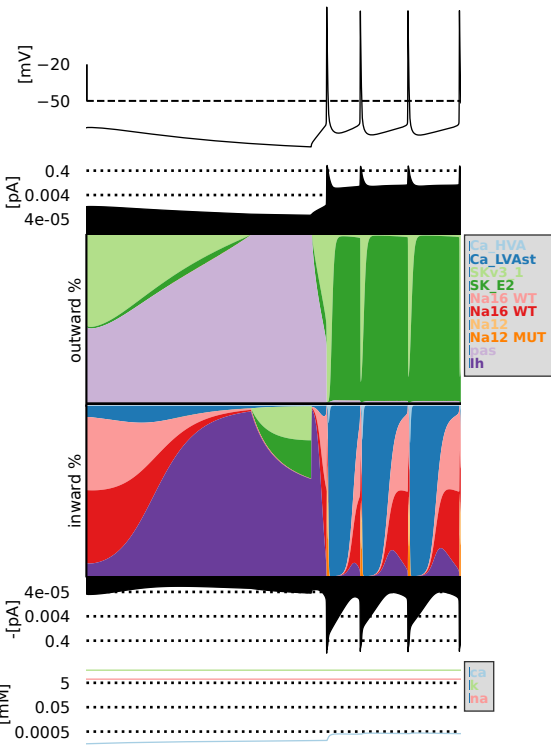 [mV]
−20
−50
[pA]
0.4
0.004
4e-05
outward %
Ca_HVA
Ca_LVAst
SKv3_1
SK_E2
Na16 WT
Na16 WT
Na12
Na12 MUT
pas
Ih
inward %
-[pA]
4e-05
0.004
0.4
[mM]
5
0.05
0.0005
ca
k
na